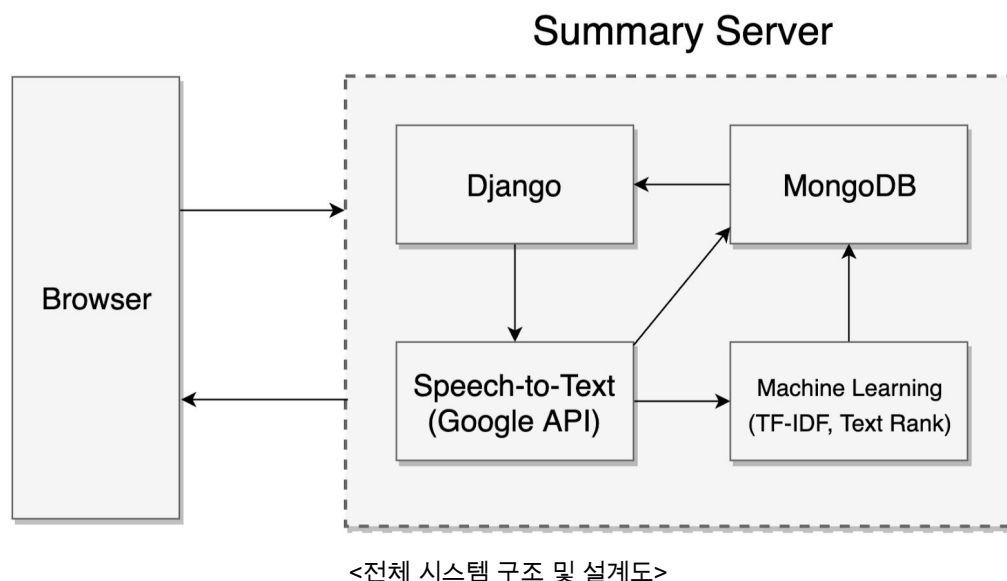 Summary Server
Browser
Django
MongoDB
Speech-to-Text
(Google API)
Machine Learning
(TF-IDF, Text Rank)
<전체 시스템 구조 및 설계도>